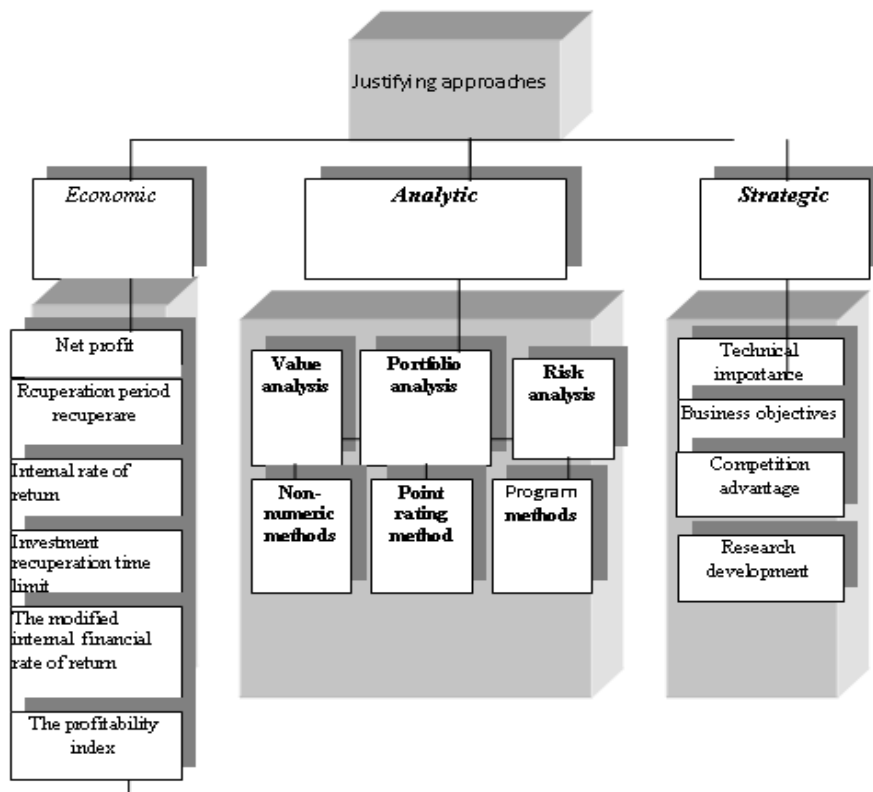 Justifying approaches
Economic
Analytic
Strategic
Net profit
Rcuperation period
recuperare
Internal rate of
return
Investment
recuperation time
limit
The modified
internal financial
rate of return
The profitability
index
Value
analysis
Portfolio
analysis
Risk
analysis
Non-
numeric
methods
Point
rating
method
Program
methods
Technical
importance
Business objectives
Competition
advantage
Research
development